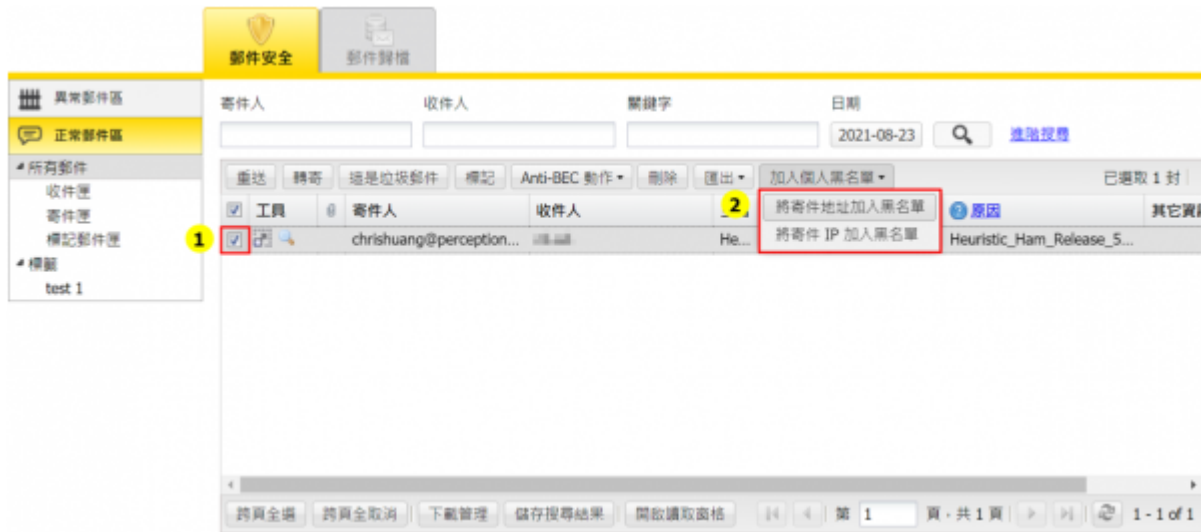 郵件安全
郵件歸檔
異常郵件區
正常郵件區
所有郵件
收件匣
寄件匣
標記郵件匣
標籤
test 1
寄件人 收件人 關鍵字 日期
2021-08-23 進階搜尋
重送 轉寄 這是垃圾郵件 標記 Anti-BEC 動作 刪除 匯出 加入個人黑名單 已選取 1 封
工具 寄件人 收件人 2 將寄件地址加入黑名單 ? 原因 其它資
1 chrishuang@perception... He... 將寄件 IP 加入黑名單 Heuristic_Ham_Release_5...
跨頁全選 跨頁全取消 下載管理 儲存搜尋結果 開啟讀取窗格 第 1 頁，共 1 頁 1 - 1 of 1